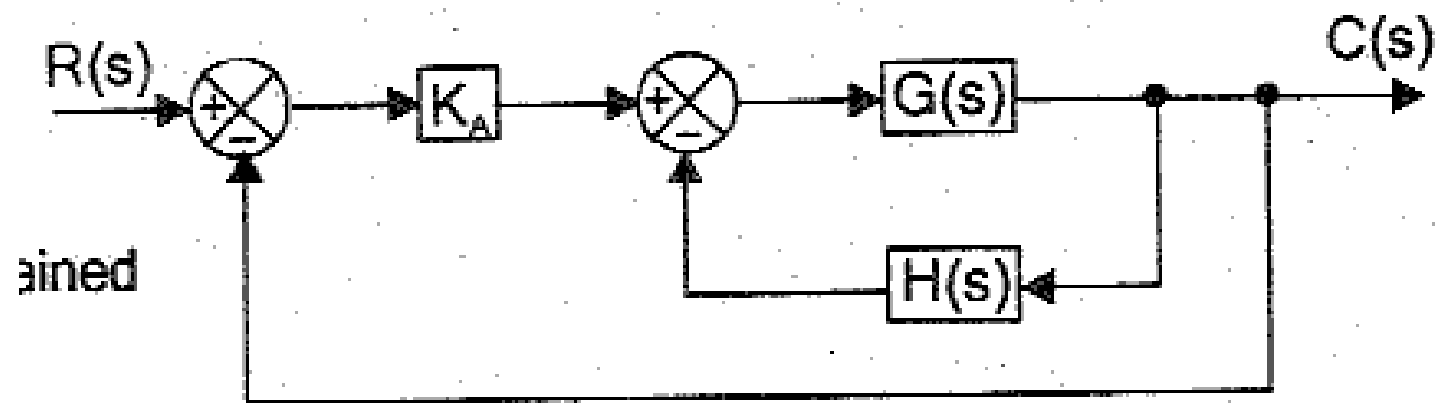 R(s)
+
−
K_A
+
−
G(s)
C(s)
H(s)
ained